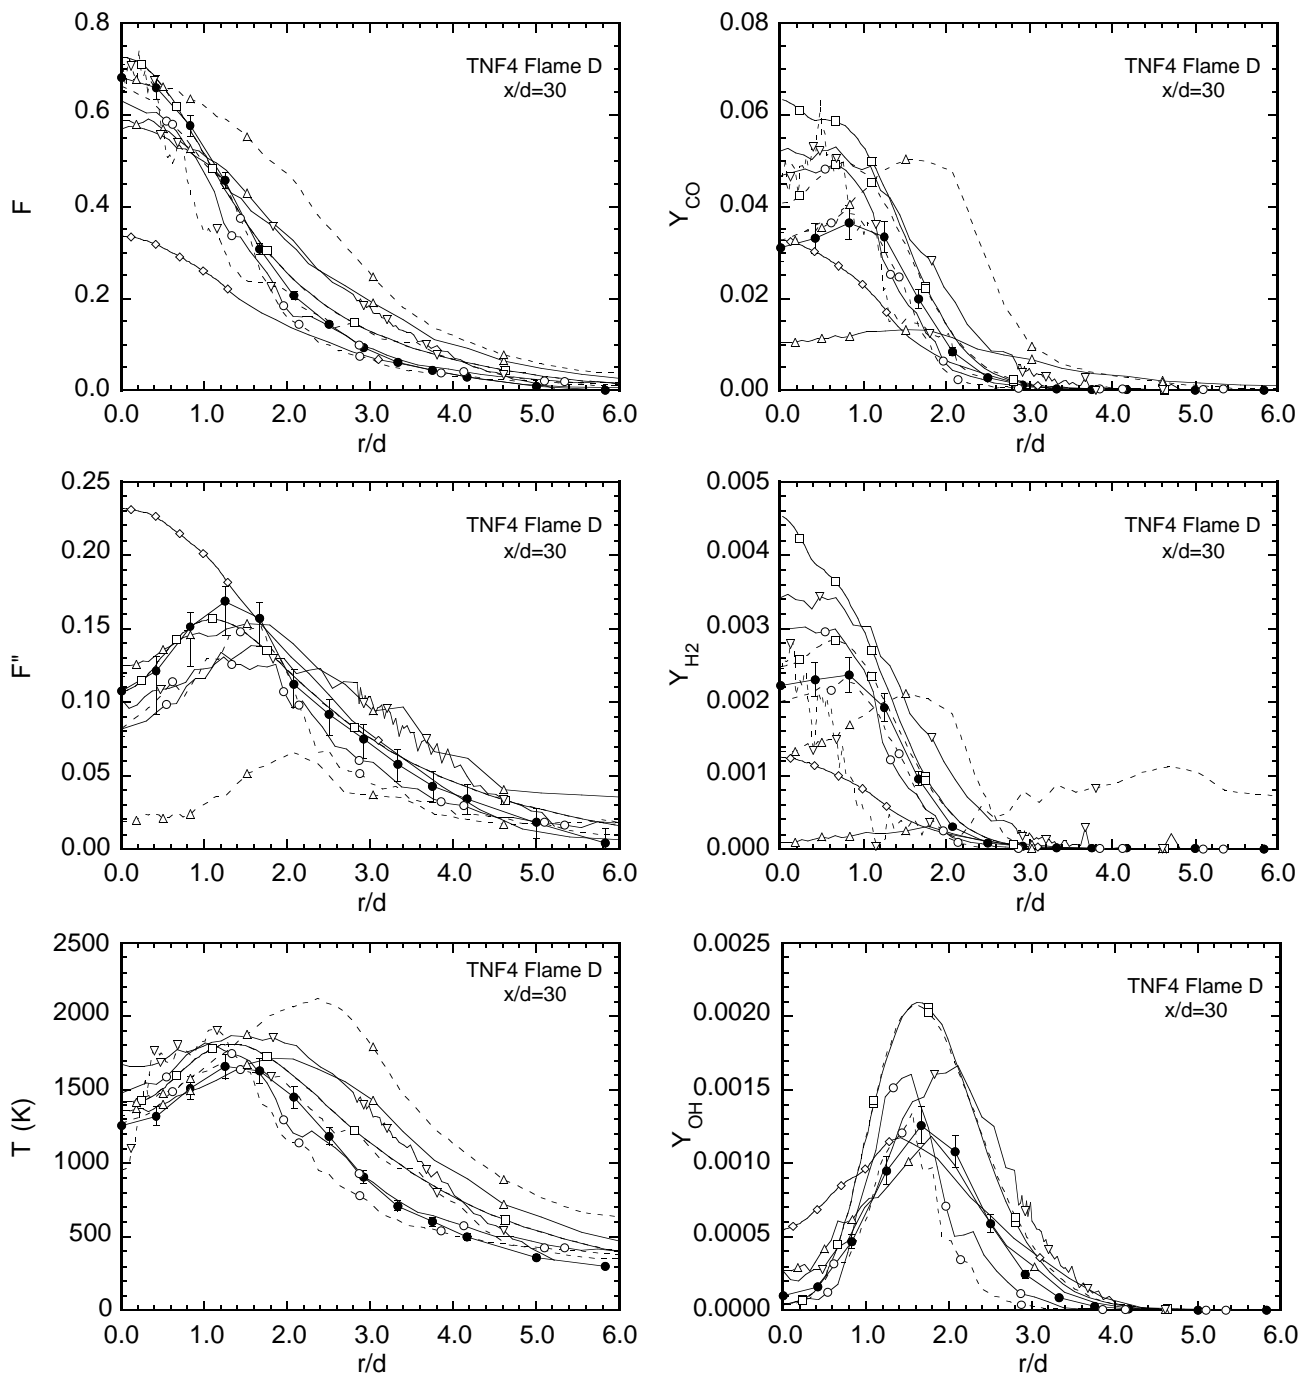 0.8
0.6
0.4
0.2
0.0
F
TNF4 Flame D
x/d=30
0.0 1.0 2.0 3.0 4.0 5.0 6.0
r/d
0.08
0.06
0.04
0.02
0.00
YCO
TNF4 Flame D
x/d=30
0.0 1.0 2.0 3.0 4.0 5.0 6.0
r/d
0.25
0.20
0.15
0.10
0.05
0.00
F"
TNF4 Flame D
x/d=30
0.0 1.0 2.0 3.0 4.0 5.0 6.0
r/d
0.005
0.004
0.003
0.002
0.001
0.000
YH2
TNF4 Flame D
x/d=30
0.0 1.0 2.0 3.0 4.0 5.0 6.0
r/d
2500
2000
1500
1000
500
0
T (K)
TNF4 Flame D
x/d=30
0.0 1.0 2.0 3.0 4.0 5.0 6.0
r/d
0.0025
0.0020
0.0015
0.0010
0.0005
0.0000
YOH
TNF4 Flame D
x/d=30
0.0 1.0 2.0 3.0 4.0 5.0 6.0
r/d